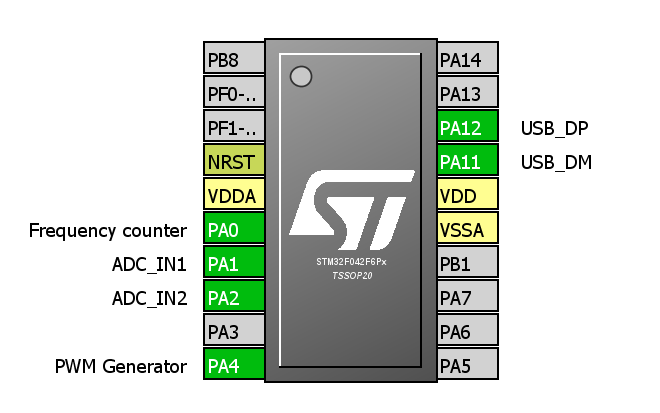 PB8
PF0-..
PF1-..
NRST
VDDA
Frequency counter PA0
ADC_IN1 PA1
ADC_IN2 PA2
PA3
PWM Generator PA4
ST
STM32F042F6Px
TSSOP20
PA14
PA13
PA12 USB_DP
PA11 USB_DM
VDD
VSSA
PB1
PA7
PA6
PA5